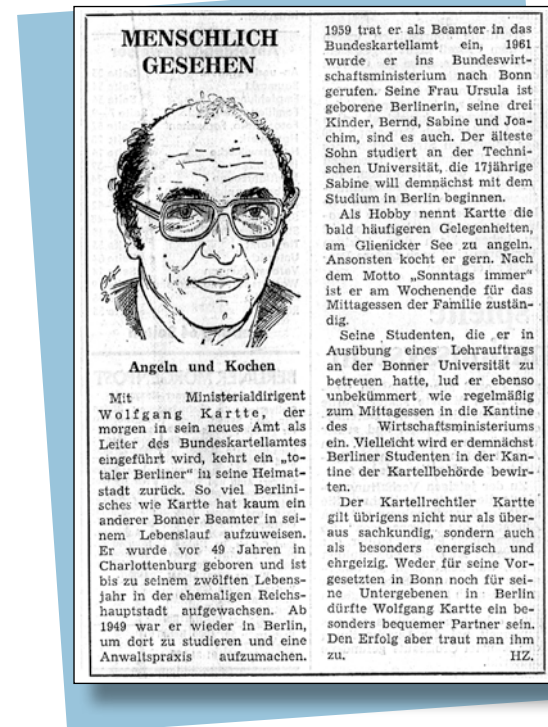 MENSCHLICH
GESEHEN
Angeln und Kochen
Mit Ministerialdirigent
Wolfgang Kartte, der
morgen in sein neues Amt als
Leiter des Bundeskartellamtes
eingeführt wird, kehrt ein „to-
taler Berliner" in seine Heimat-
stadt zurück. So viel Berlini-
sches wie Kartte hat kaum ein
anderer Bonner Beamter in sei-
nem Lebenslauf aufzuweisen.
Er wurde vor 49 Jahren in
Charlottenburg geboren und ist
bis zu seinem zwölften Lebens-
jahr in der ehemaligen Reichs-
hauptstadt aufgewachsen. Ab
1949 war er wieder in Berlin,
um dort zu studieren und eine
Anwaltspraxis aufzumachen.
1959 trat er als Beamter in das
Bundeskartellamt ein, 1961
wurde er ins Bundeswirt-
schaftsministerium nach Bonn
gerufen. Seine Frau Ursula ist
geborene Berlinerin, seine drei
Kinder, Bernd, Sabine und Joa-
chim, sind es auch. Der älteste
Sohn studiert an der Techni-
schen Universität, die 17jährige
Sabine will demnächst mit dem
Studium in Berlin beginnen.
Als Hobby nennt Kartte die
bald häufigeren Gelegenheiten,
am Glienicker See zu angeln.
Ansonsten kocht er gern. Nach
dem Motto „Sonntags immer"
ist er am Wochenende für das
Mittagessen der Familie zustän-
dig.
Seine Studenten, die er in
Ausübung eines Lehrauftrags
an der Bonner Universität zu
betreuen hatte, lud er ebenso
unbekümmert wie regelmäßig
zum Mittagessen in die Kantine
des Wirtschaftsministeriums
ein. Vielleicht wird er demnächst
Berliner Studenten in der Kan-
tine der Kartellbehörde bewir-
ten.
Der Kartellrechtler Kartte
gilt übrigens nicht nur als über-
aus sachkundig, sondern auch
als besonders energisch und
ehrgeizig. Weder für seine Vor-
gesetzten in Bonn noch für sei-
ne Untergebenen in Berlin
dürfte Wolfgang Kartte ein be-
sonders bequemer Partner sein.
Den Erfolg aber traut man ihm
zu. HZ.